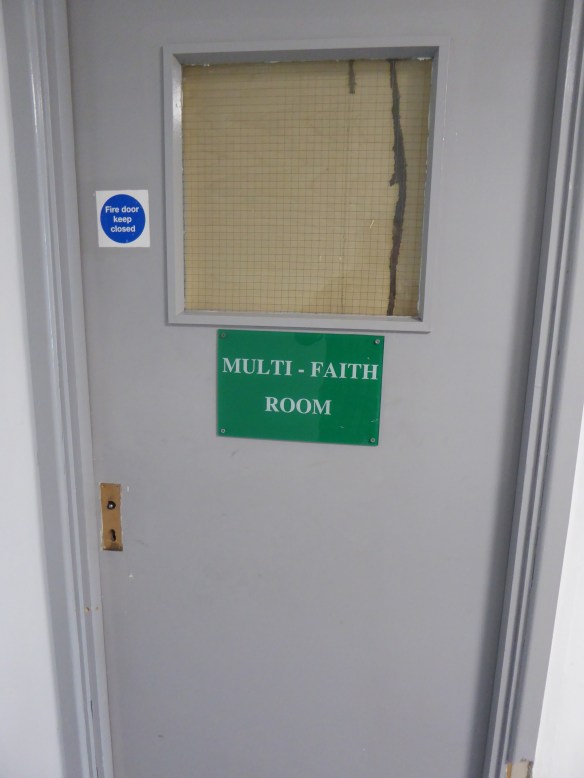 Fire door
keep
closed
MULTI - FAITH
ROOM